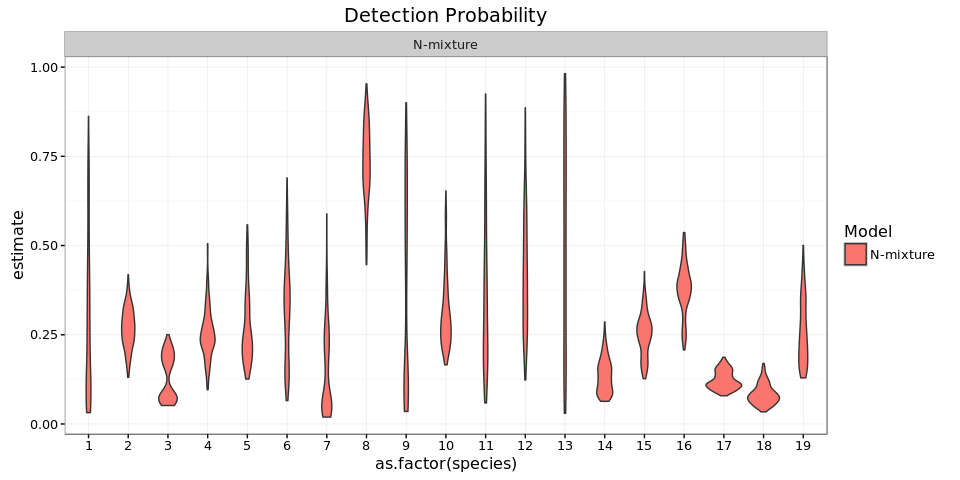 Detection Probability
N-mixture
1.00
0.75
0.50
0.25
0.00
estimate
1 2 3 4 5 6 7 8 9 10 11 12 13 14 15 16 17 18 19
as.factor(species)
Model
N-mixture